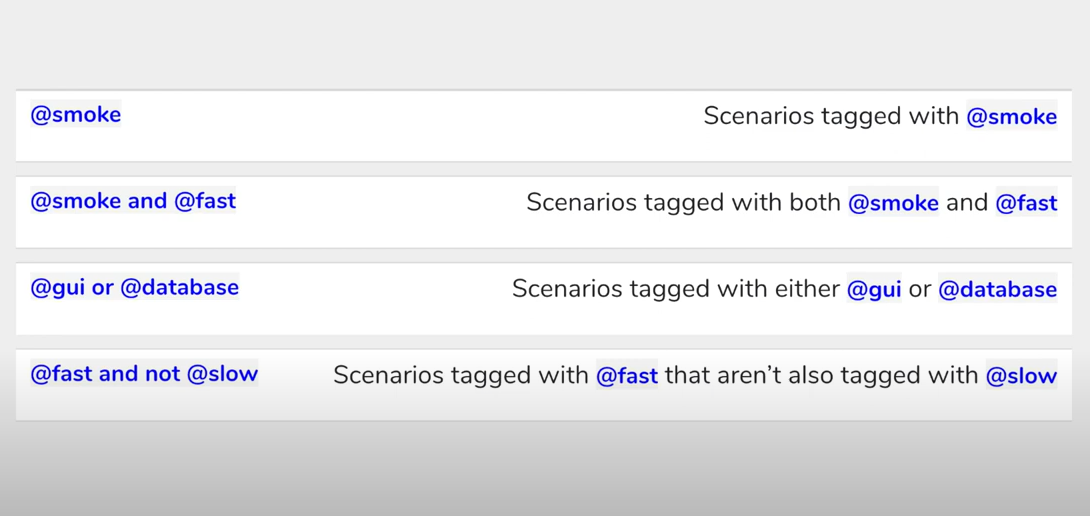 @smoke Scenarios tagged with @smoke
@smoke and @fast Scenarios tagged with both @smoke and @fast
@gui or @database Scenarios tagged with either @gui or @database
@fast and not @slow Scenarios tagged with @fast that aren’t also tagged with @slow